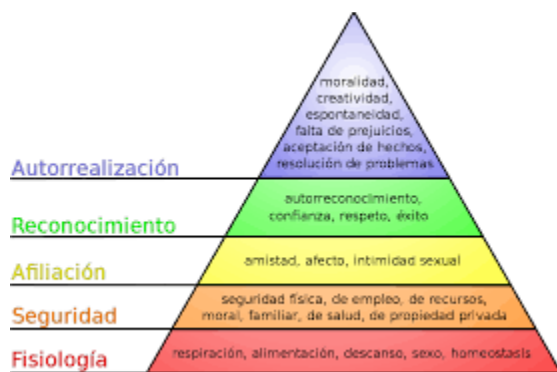 moralidad,
creatividad,
espontaneidad,
falta de prejuicios,
aceptación de hechos,
resolución de problemas
Autorrealización
autorreconocimiento,
confianza, respeto, éxito
Reconocimiento
amistad, afecto, intimidad sexual
Afiliación
seguridad física, de empleo, de recursos,
moral, familiar, de salud, de propiedad privada
Seguridad
respiración, alimentación, descanso, sexo, homeostasis
Fisiología